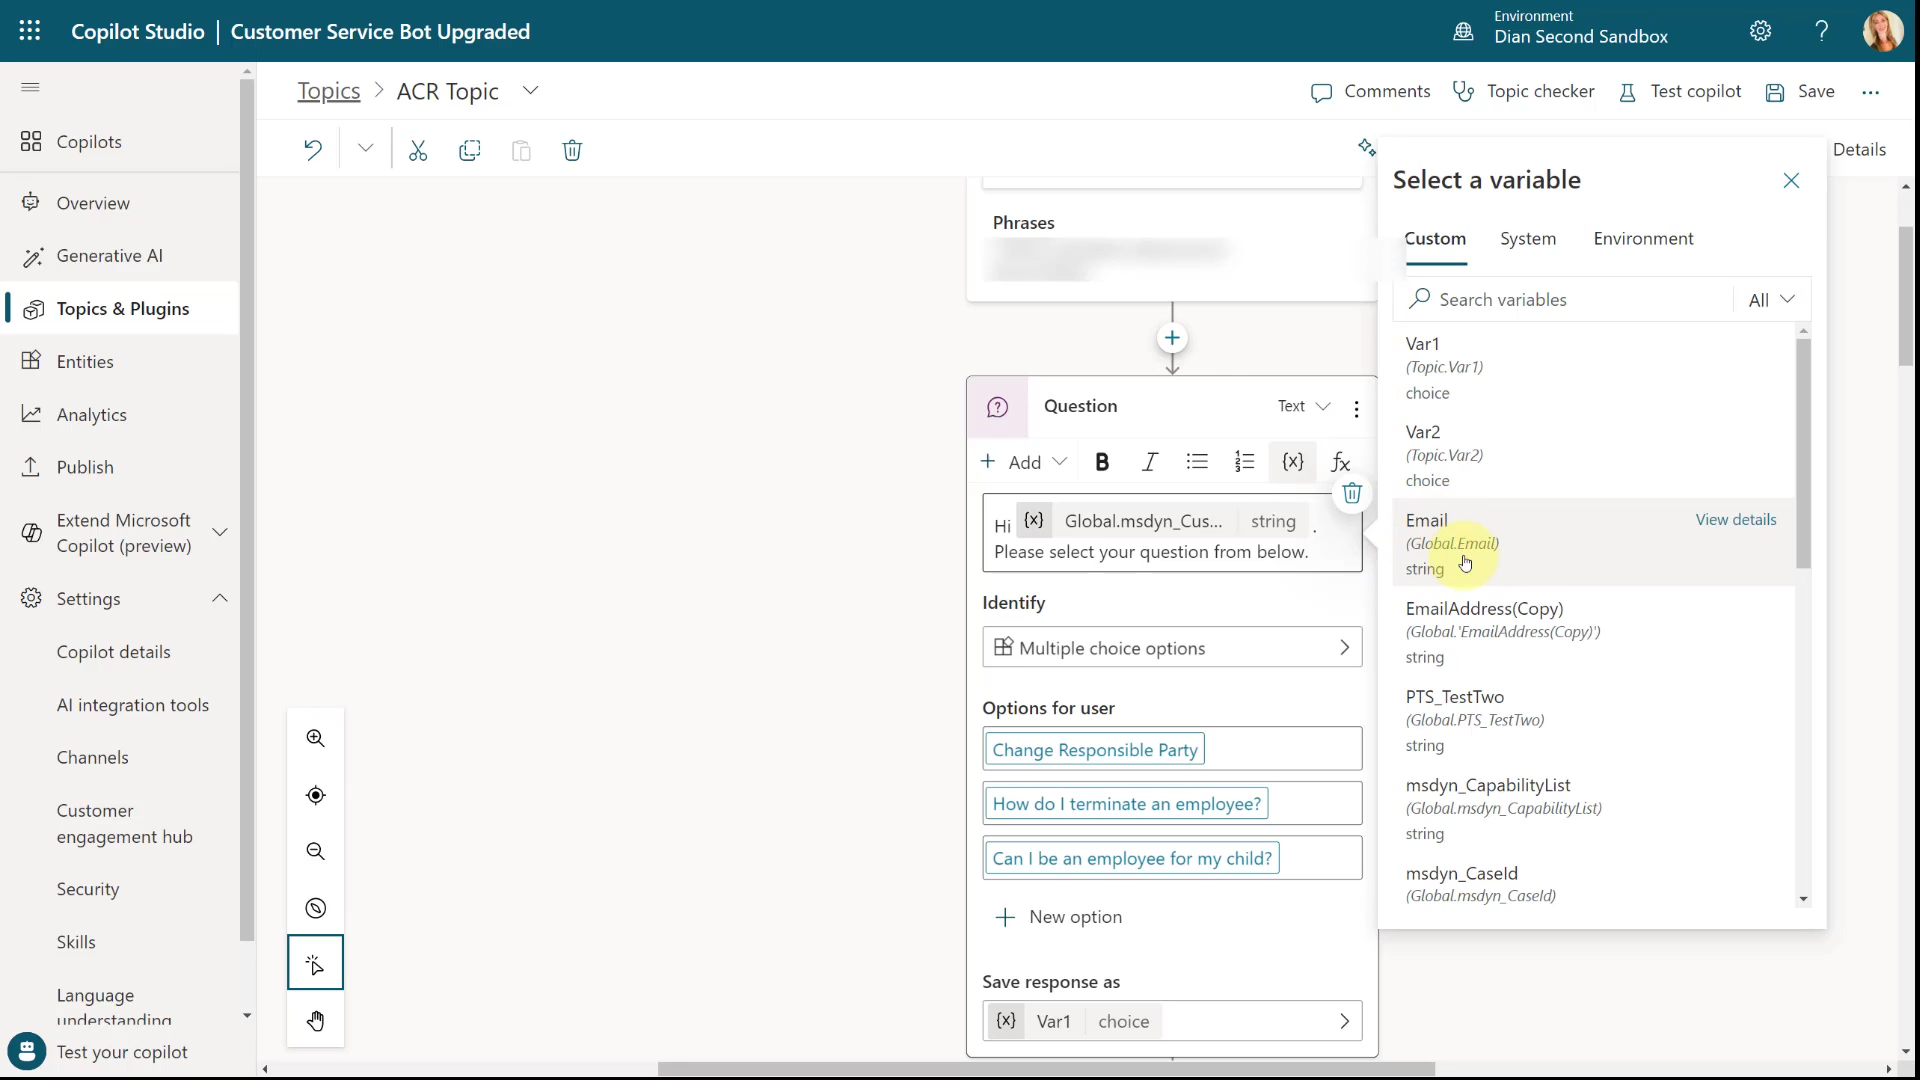 Copilot Studio | Customer Service Bot Upgraded
Environment
Dian Second Sandbox
?
Topics > ACR Topic
Comments
Topic checker
Test copilot
Save
...
Copilots
Overview
Generative AI
Topics & Plugins
Entities
Analytics
Publish
Extend Microsoft
Copilot (preview)
Settings
Copilot details
AI integration tools
Channels
Customer
engagement hub
Security
Skills
Language
understanding
Test your copilot
Details
Phrases
Question
Text
+ Add
B
I
{x}
fx
Hi {x} Global.msdyn_Cus... string .
Please select your question from below.
Identify
Multiple choice options
Options for user
Change Responsible Party
How do I terminate an employee?
Can I be an employee for my child?
+ New option
Save response as
{x} Var1 choice
Select a variable
Custom
System
Environment
Search variables
All
Var1
(Topic.Var1)
choice
Var2
(Topic.Var2)
choice
Email
View details
(Global.Email)
string
EmailAddress(Copy)
(Global.'EmailAddress(Copy)')
string
PTS_TestTwo
(Global.PTS_TestTwo)
string
msdyn_CapabilityList
(Global.msdyn_CapabilityList)
string
msdyn_CaseId
(Global.msdyn_CaseId)